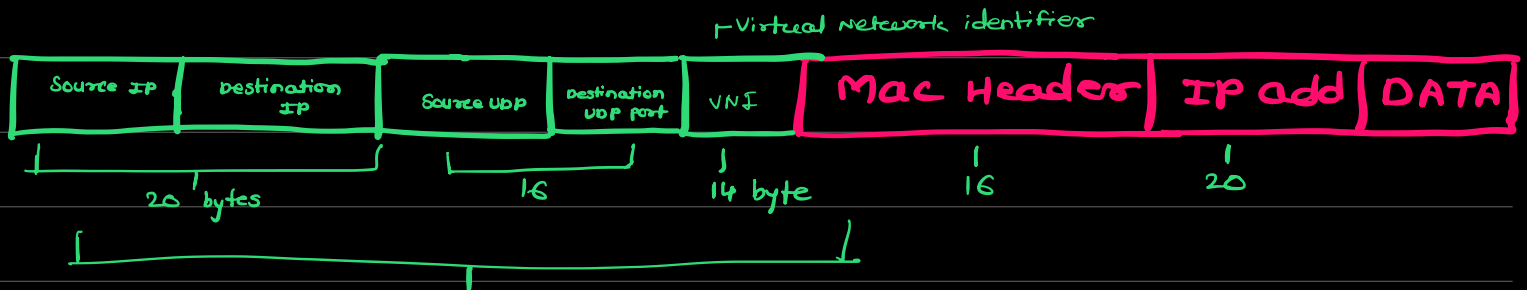 Virtual Network identifier
Source IP
Destination
IP
Source UDP
Destination
UDP port
VNI
Mac Header
IP add
DATA
20 bytes
16
14 byte
16
20